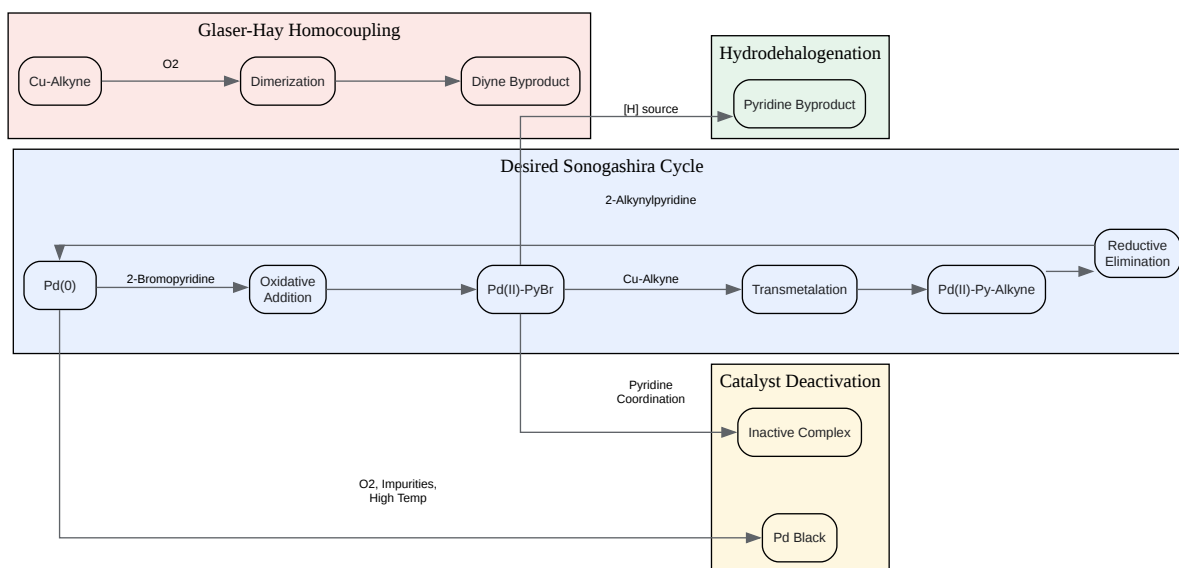 Glaser-Hay Homocoupling
Cu-Alkyne
O2
Dimerization
Diyne Byproduct
Hydrodehalogenation
Pyridine Byproduct
[H] source
Desired Sonogashira Cycle
2-Alkynylpyridine
Pd(0)
2-Bromopyridine
Oxidative
Addition
Pd(II)-PyBr
Cu-Alkyne
Transmetalation
Pd(II)-Py-Alkyne
Reductive
Elimination
Catalyst Deactivation
Pyridine
Coordination
Inactive Complex
O2, Impurities,
High Temp
Pd Black